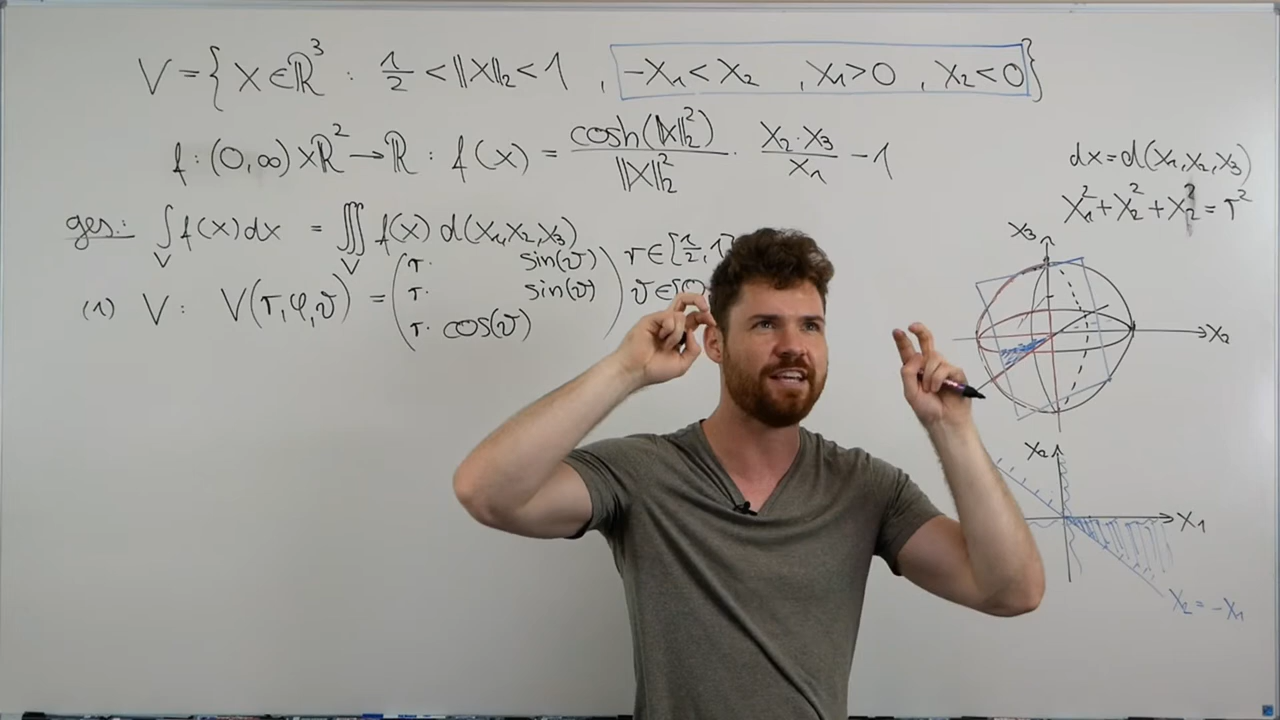 V = { X ∈ ℝ³ : 1/2 < ||X||₂ < 1 , -X₁ < X₂ , X₁ > 0 , X₂ < 0 }
f : (0,∞) x ℝ² → ℝ : f(x) = cosh(||X||₂²) / ||X||₂² · X₂·X₃ / X₁ - 1
ges.: ∫_V f(x) dx = ∭_V f(x) d(X₁,X₂,X₃)
(1) V : V(r,φ,ϑ) = ( r· sin(ϑ)
r· sin(ϑ)
r· cos(ϑ) )
r ∈ [1/2, 1
ϑ ∈ [0
dx = d(X₁,X₂,X₃)
X₁² + X₂² + X₂² = r²
X₃
X₂
X₂
X₁
X₂ = -X₁